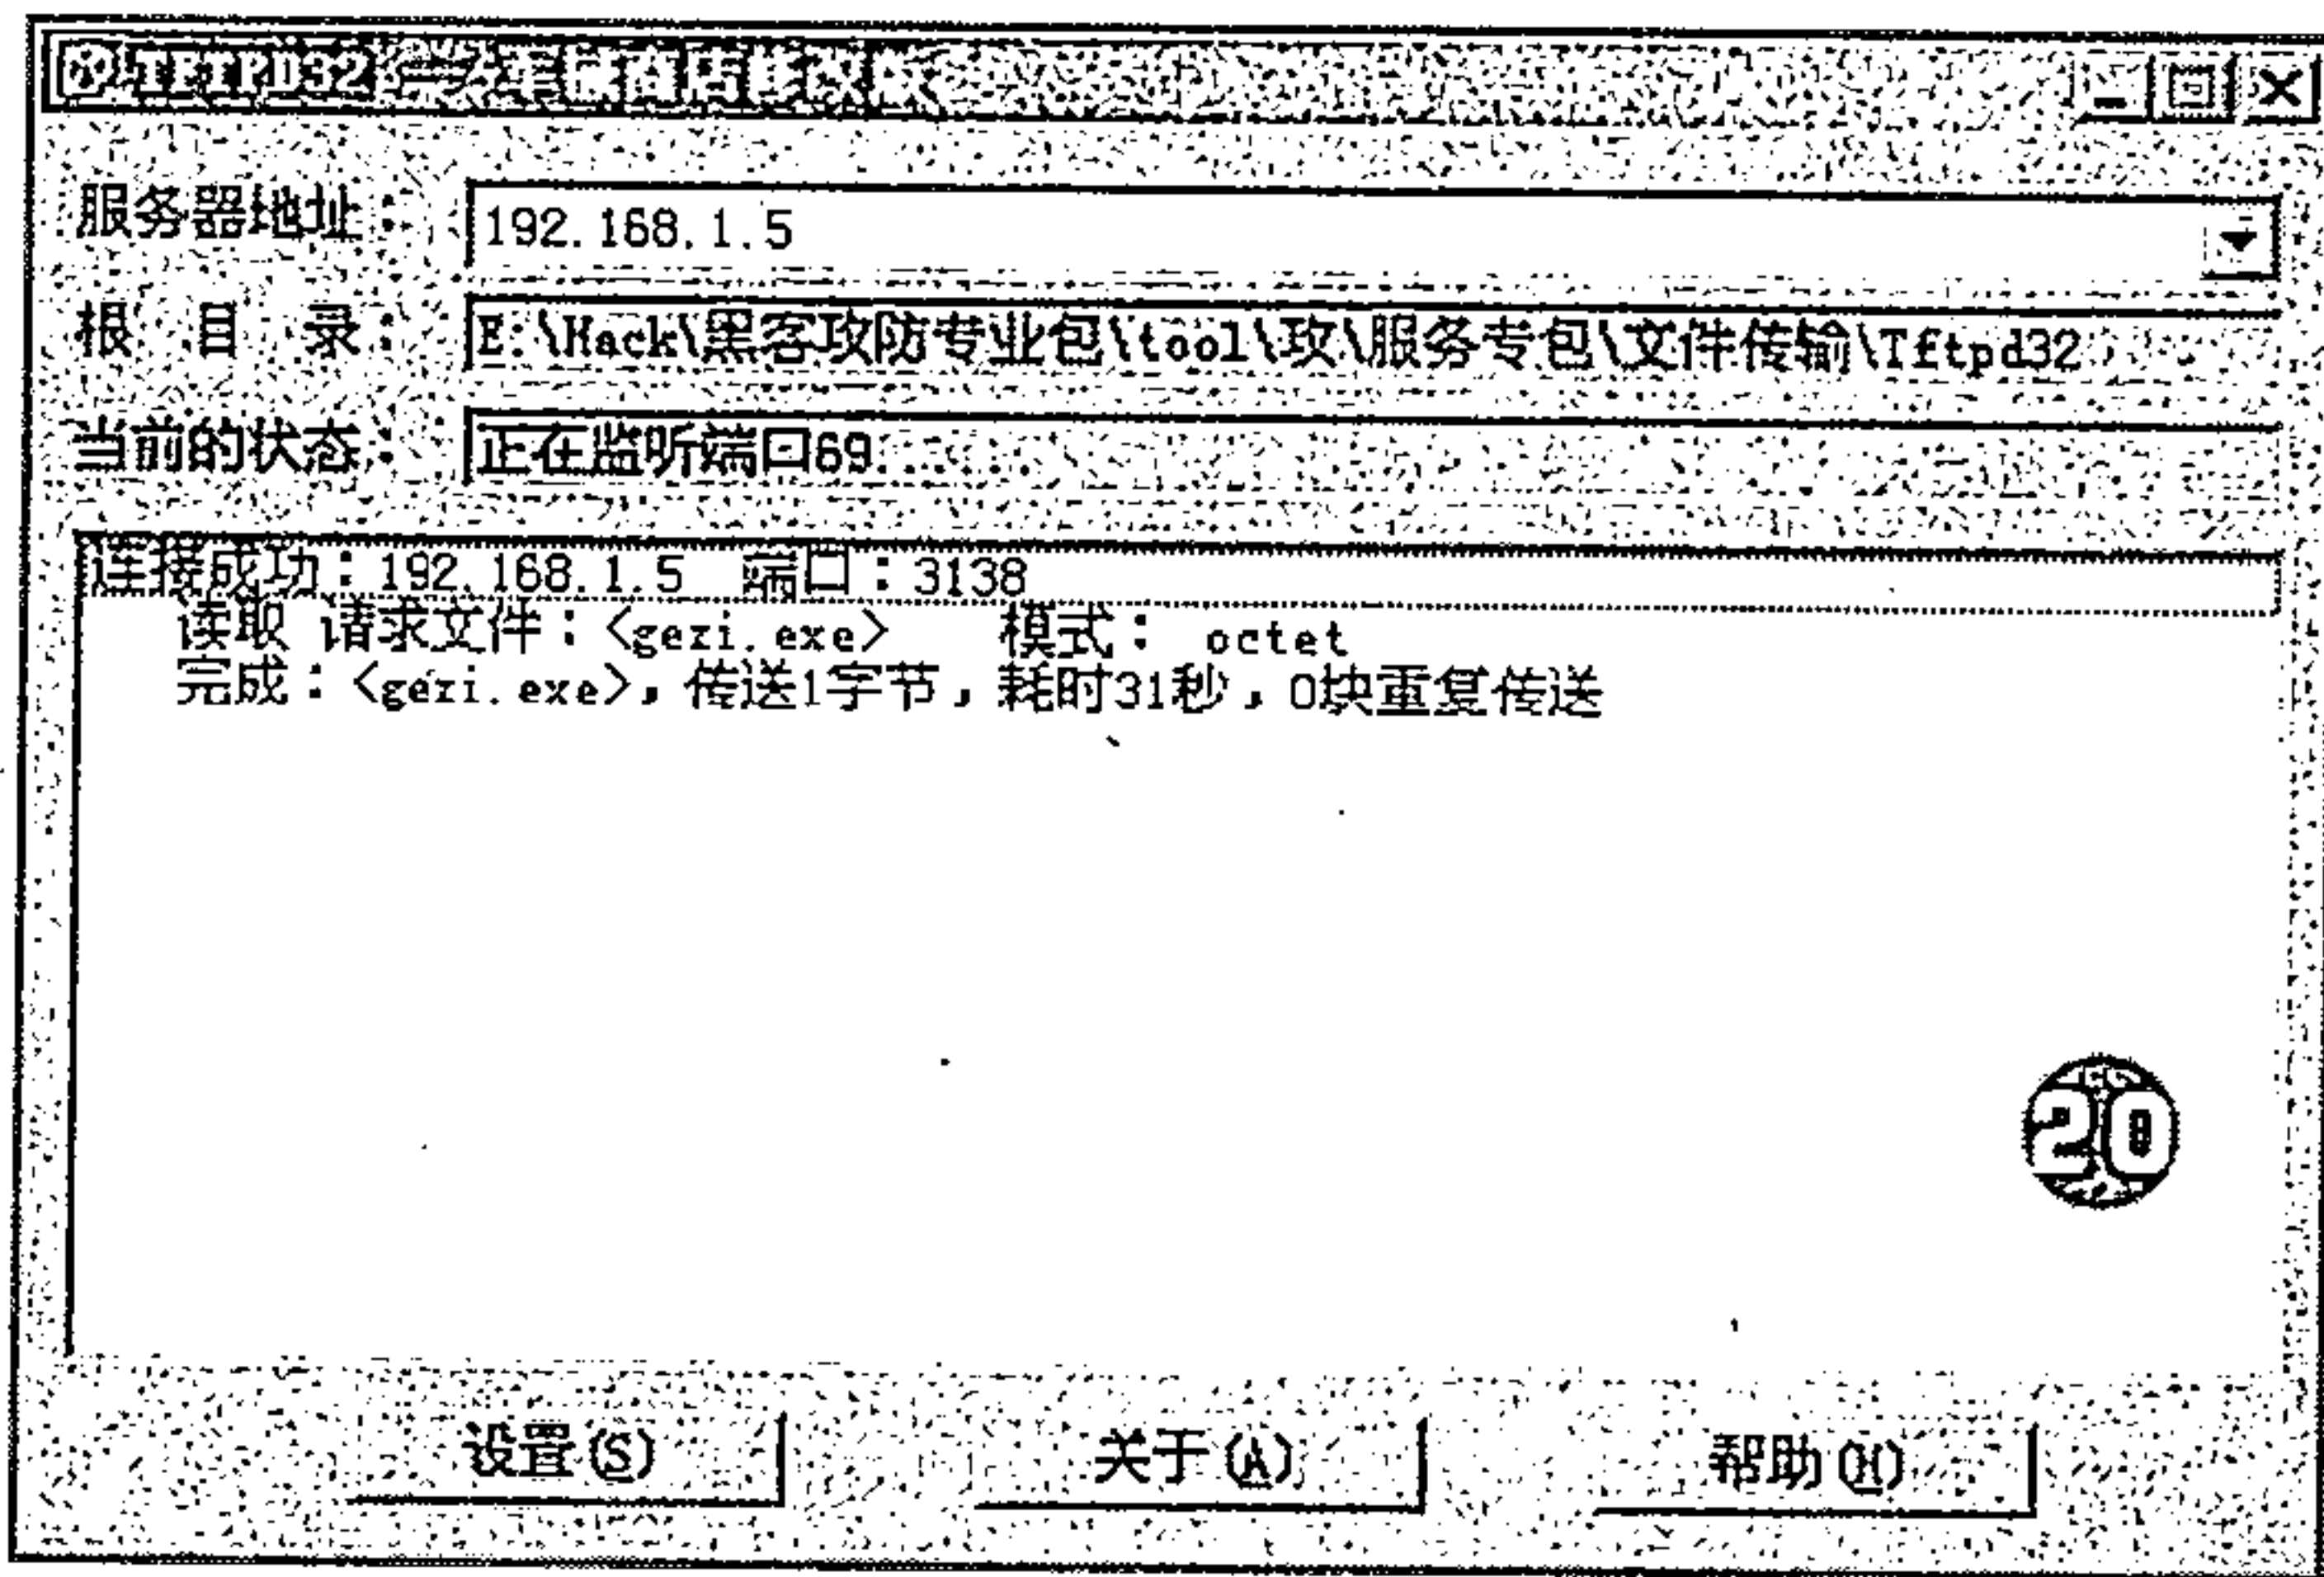 TFTPD32
服务器地址： 192.168.1.5
根 目 录： E:\Hack\黑客攻防专业包\tool\攻\服务专包\文件传输\Tftpd32
当前的状态： 正在监听端口69.......
连接成功：192.168.1.5 端口：3138
读取 请求文件：<gezi.exe> 模式： octet
完成：<gezi.exe>，传送1字节，耗时31秒，0块重复传送
20
设置(S) 关于(A) 帮助(H)